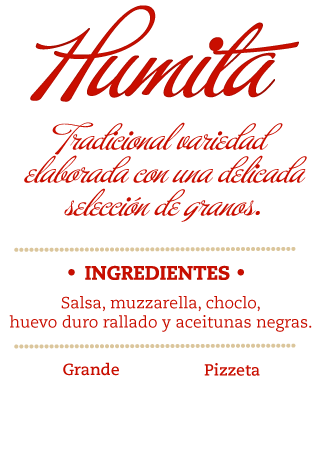 Humita
Tradicional variedad
elaborada con una delicada
selección de granos.
• INGREDIENTES •
Salsa, muzzarella, choclo,
huevo duro rallado y aceitunas negras.
Grande Pizzeta